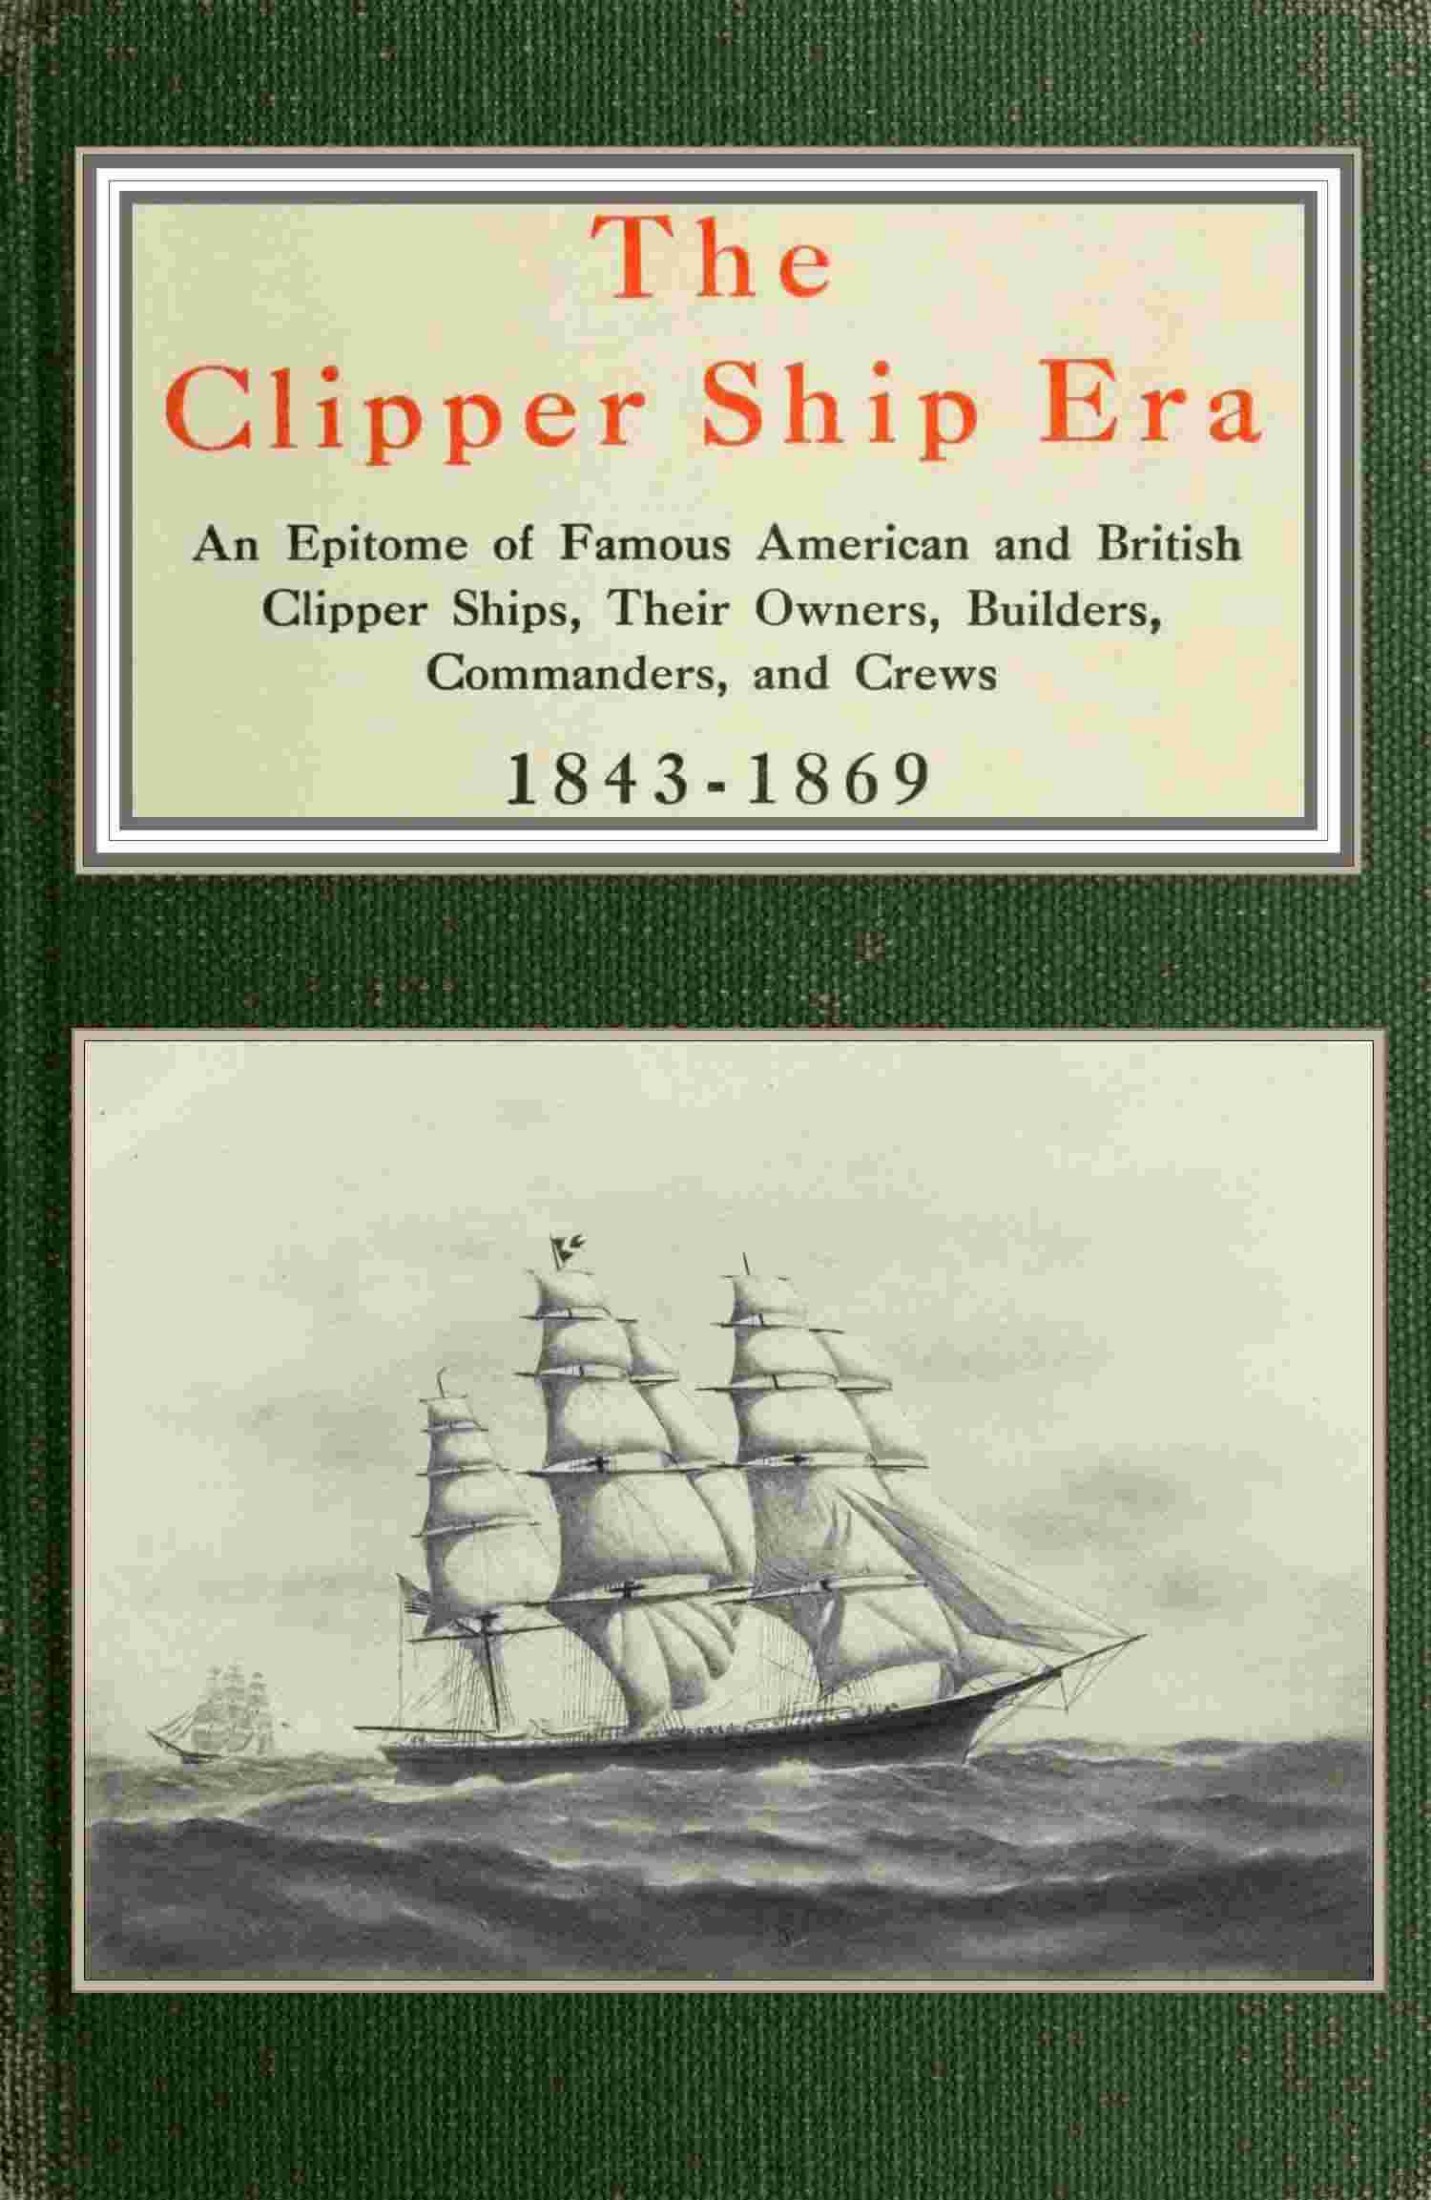 The
Clipper Ship Era
An Epitome of Famous American and British
Clipper Ships, Their Owners, Builders,
Commanders, and Crews
1843-1869